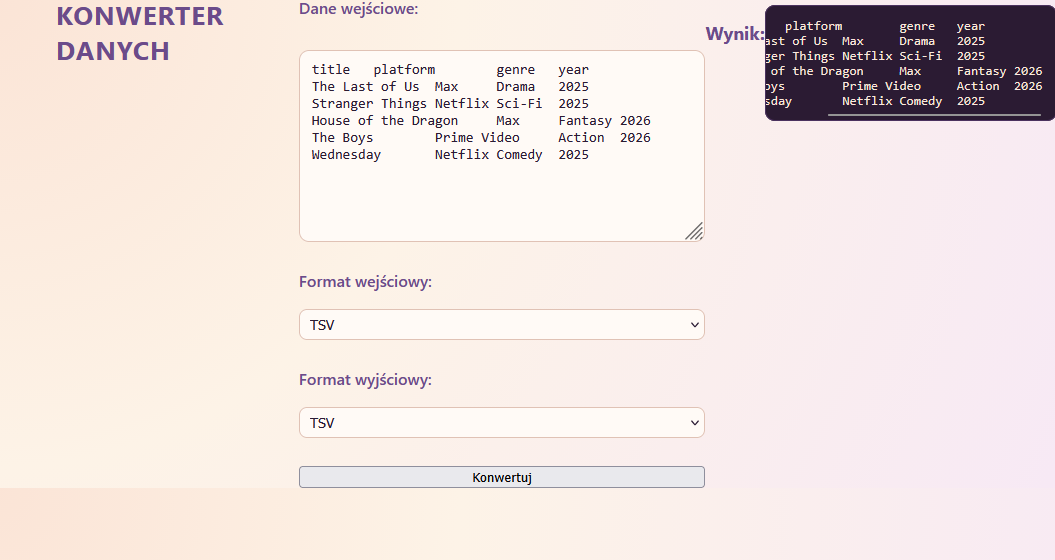 KONWERTER
DANYCH
Dane wejściowe:
title platform genre year
The Last of Us Max Drama 2025
Stranger Things Netflix Sci-Fi 2025
House of the Dragon Max Fantasy 2026
The Boys Prime Video Action 2026
Wednesday Netflix Comedy 2025
Format wejściowy:
TSV
Format wyjściowy:
TSV
Konwertuj
Wynik:
platform genre year
ast of Us Max Drama 2025
ger Things Netflix Sci-Fi 2025
of the Dragon Max Fantasy 2026
oys Prime Video Action 2026
sday Netflix Comedy 2025